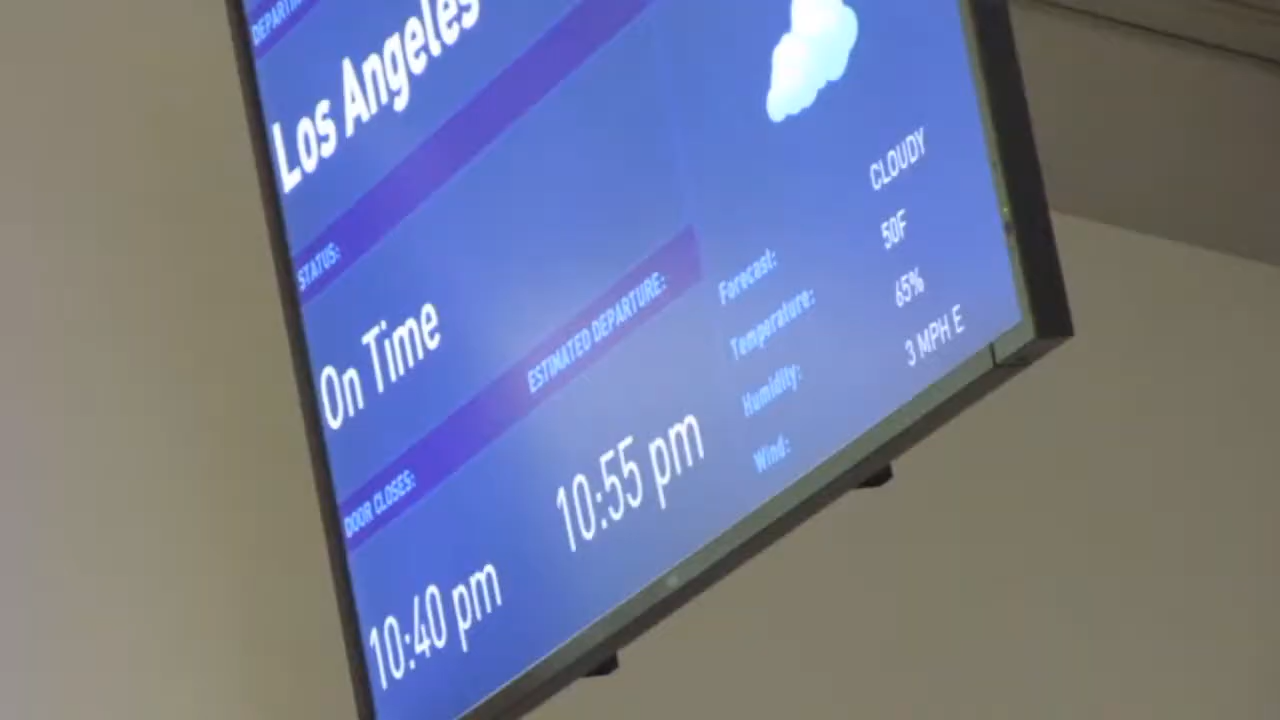 Los Angeles
STATUS:
On Time
DOOR CLOSES:
ESTIMATED DEPARTURE:
10:40 pm
10:55 pm
Forecast: CLOUDY
Temperature: 50F
Humidity: 65%
Wind: 3 MPH E